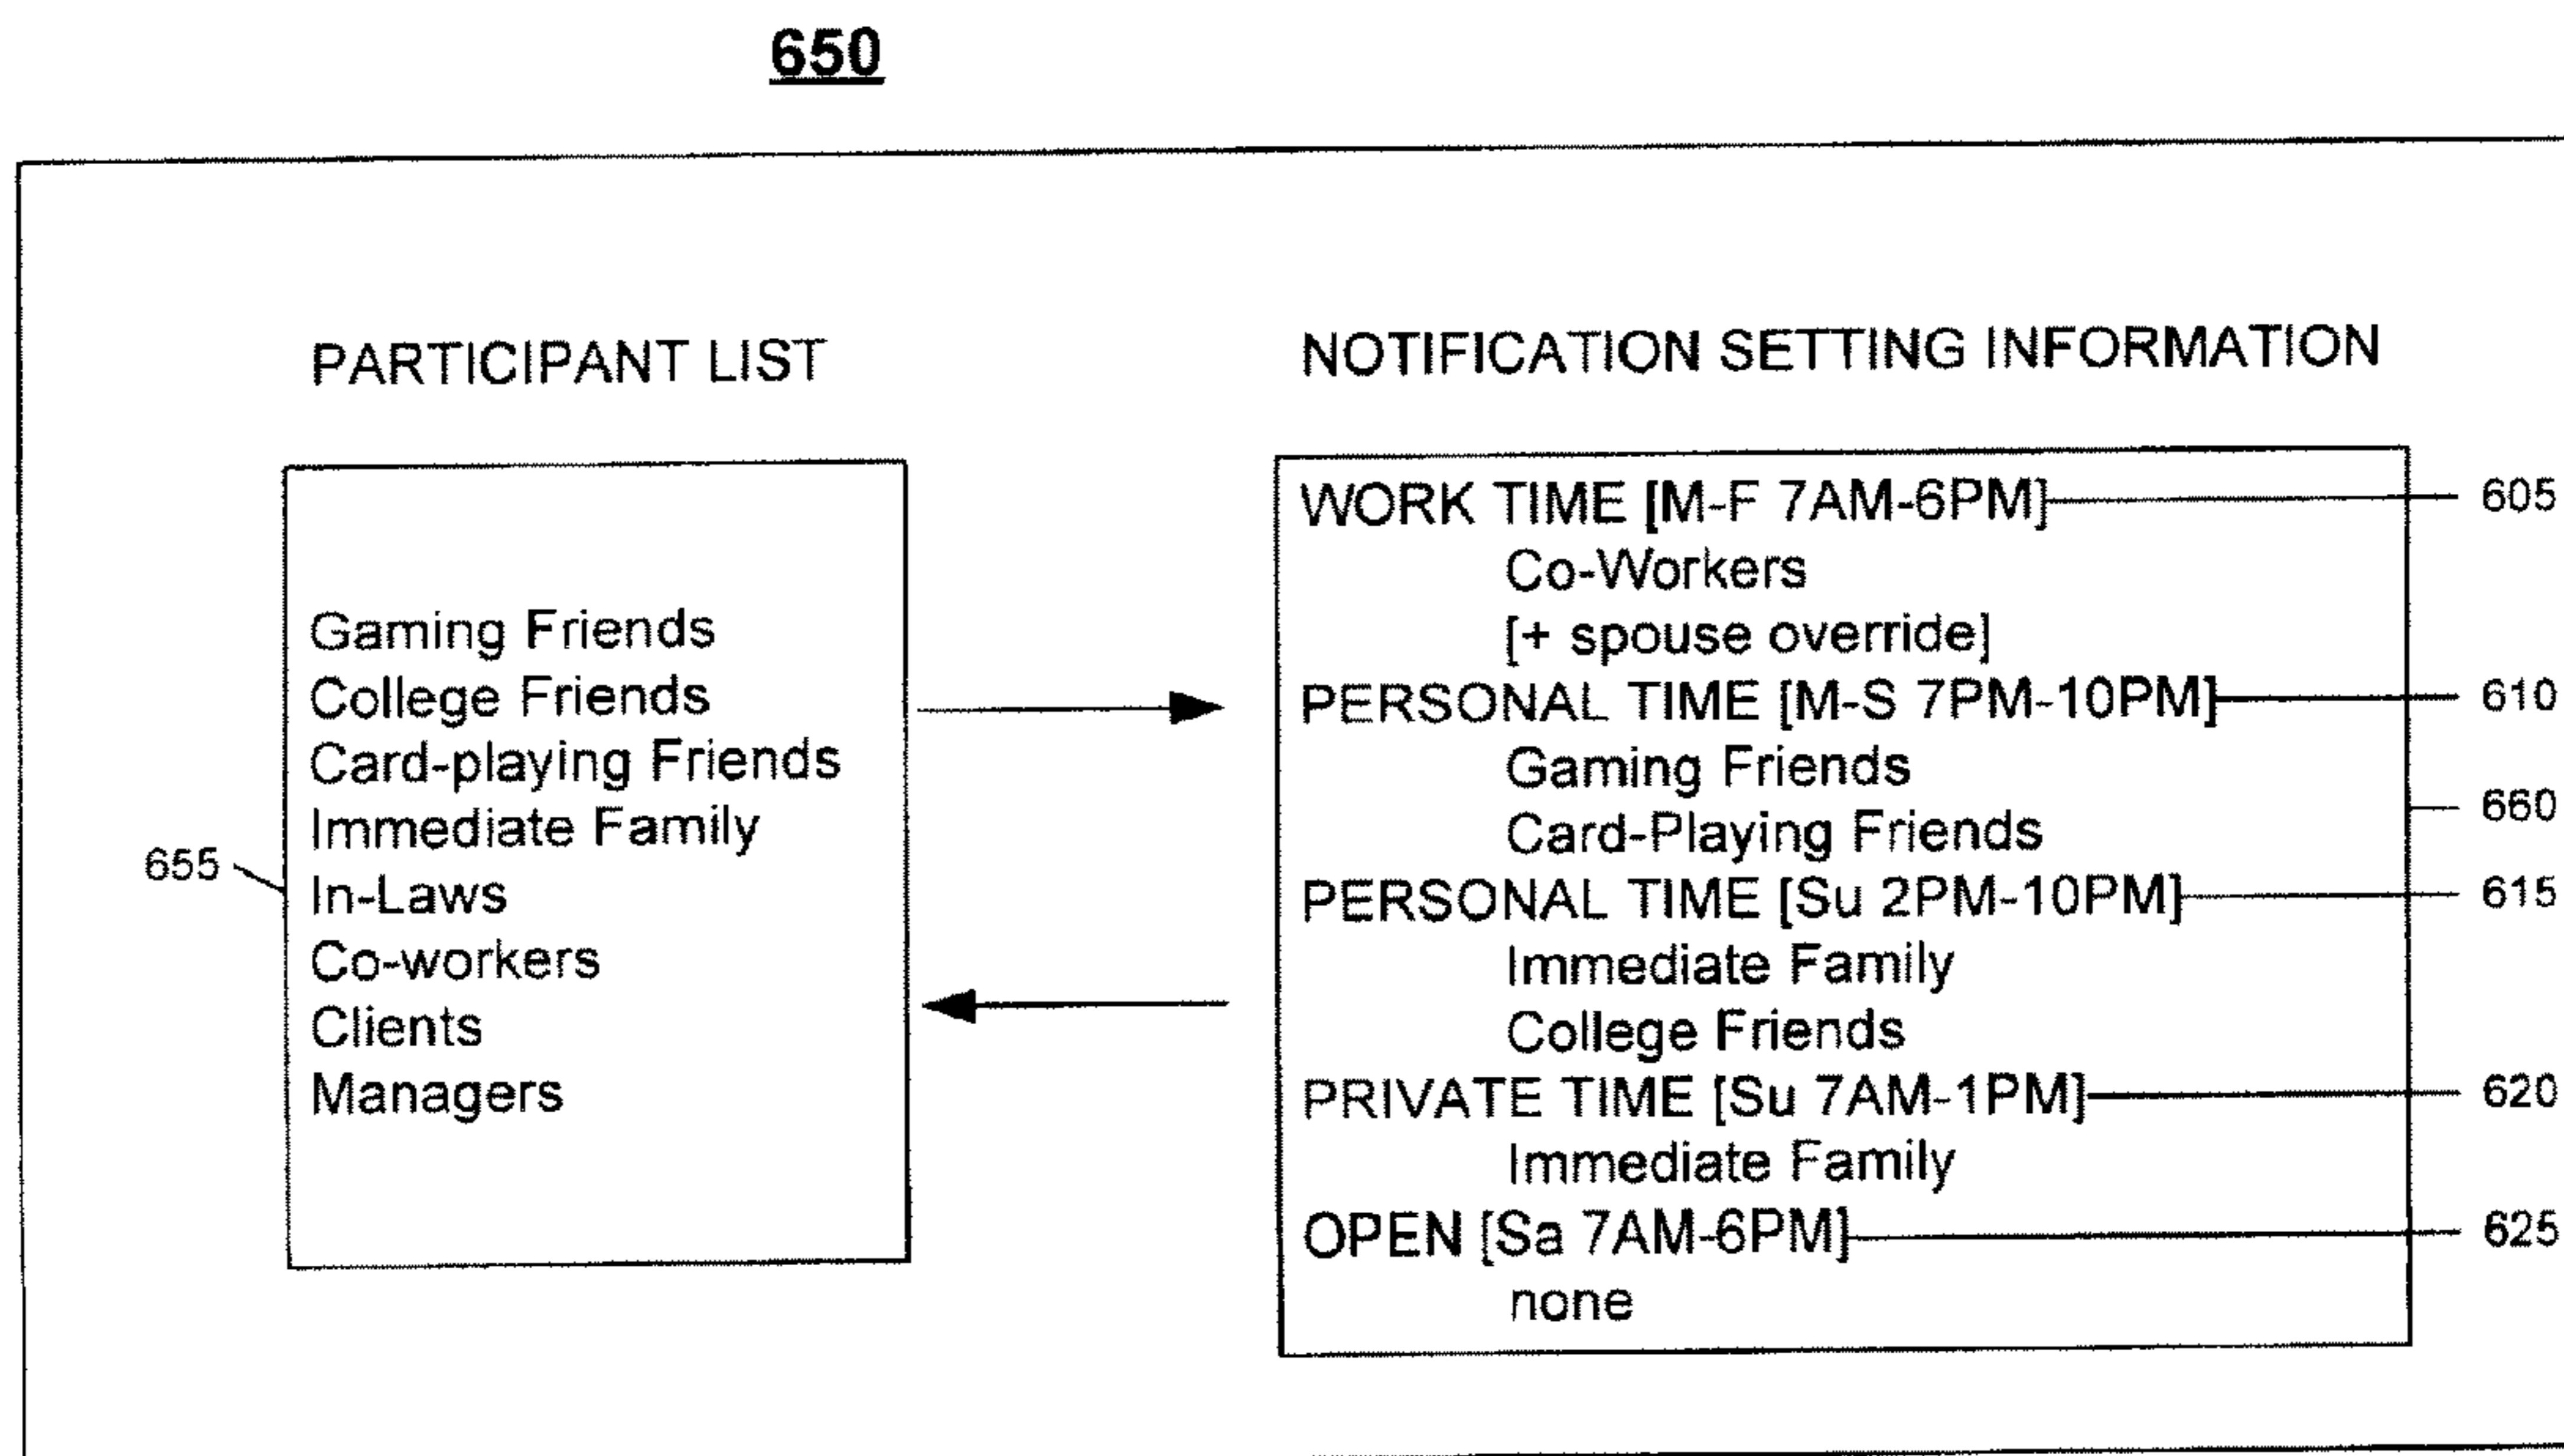 650
PARTICIPANT LIST
Gaming Friends
College Friends
Card-playing Friends
Immediate Family
In-Laws
Co-workers
Clients
Managers
655
NOTIFICATION SETTING INFORMATION
WORK TIME [M-F 7AM-6PM] 605
Co-Workers
[+ spouse override]
PERSONAL TIME [M-S 7PM-10PM] 610
Gaming Friends
Card-Playing Friends
660
PERSONAL TIME [Su 2PM-10PM] 615
Immediate Family
College Friends
PRIVATE TIME [Su 7AM-1PM] 620
Immediate Family
OPEN [Sa 7AM-6PM] 625
none